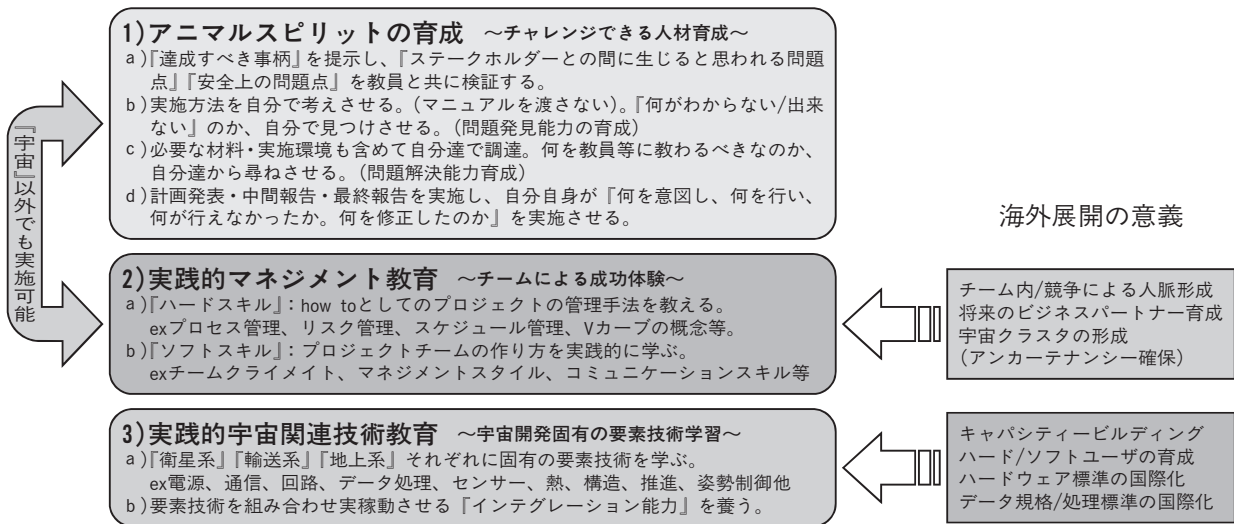 『宇宙』以外でも実施可能
1)アニマルスピリットの育成 ～チャレンジできる人材育成～
a)『達成すべき事柄』を提示し、『ステークホルダーとの間に生じると思われる問題
点』『安全上の問題点』を教員と共に検証する。
b)実施方法を自分で考えさせる。(マニュアルを渡さない)。『何がわからない/出来
ない』のか、自分で見つけさせる。(問題発見能力の育成)
c)必要な材料・実施環境も含めて自分達で調達。何を教員等に教わるべきなのか、
自分達から尋ねさせる。(問題解決能力育成)
d)計画発表・中間報告・最終報告を実施し、自分自身が『何を意図し、何を行い、
何が行えなかったか。何を修正したのか』を実施させる。
2)実践的マネジメント教育 ～チームによる成功体験～
a)『ハードスキル』：how toとしてのプロジェクトの管理手法を教える。
exプロセス管理、リスク管理、スケジュール管理、Vカーブの概念等。
b)『ソフトスキル』：プロジェクトチームの作り方を実践的に学ぶ。
exチームクライメイト、マネジメントスタイル、コミュニケーションスキル等
3)実践的宇宙関連技術教育 ～宇宙開発固有の要素技術学習～
a)『衛星系』『輸送系』『地上系』それぞれに固有の要素技術を学ぶ。
ex電源、通信、回路、データ処理、センサー、熱、構造、推進、姿勢制御他
b)要素技術を組み合わせ実稼動させる『インテグレーション能力』を養う。
海外展開の意義
チーム内/競争による人脈形成
将来のビジネスパートナー育成
宇宙クラスタの形成
(アンカーテナンシー確保)
キャパシティービルディング
ハード/ソフトユーザの育成
ハードウェア標準の国際化
データ規格/処理標準の国際化